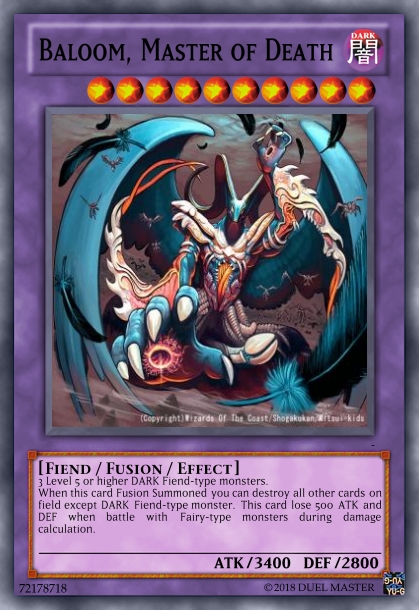 BALOOM, MASTER OF DEATH
DARK
闇
(Copyright)Wizards Of The Coast/Shogakukan/Mitsui-kids
[FIEND / FUSION / EFFECT]
3 Level 5 or higher DARK Fiend-type monsters.
When this card Fusion Summoned you can destroy all other cards on
field except DARK Fiend-type monster. This card lose 500 ATK and
DEF when battle with Fairy-type monsters during damage
calculation.
ATK/3400 DEF/2800
72178718
©2018 DUEL MASTER